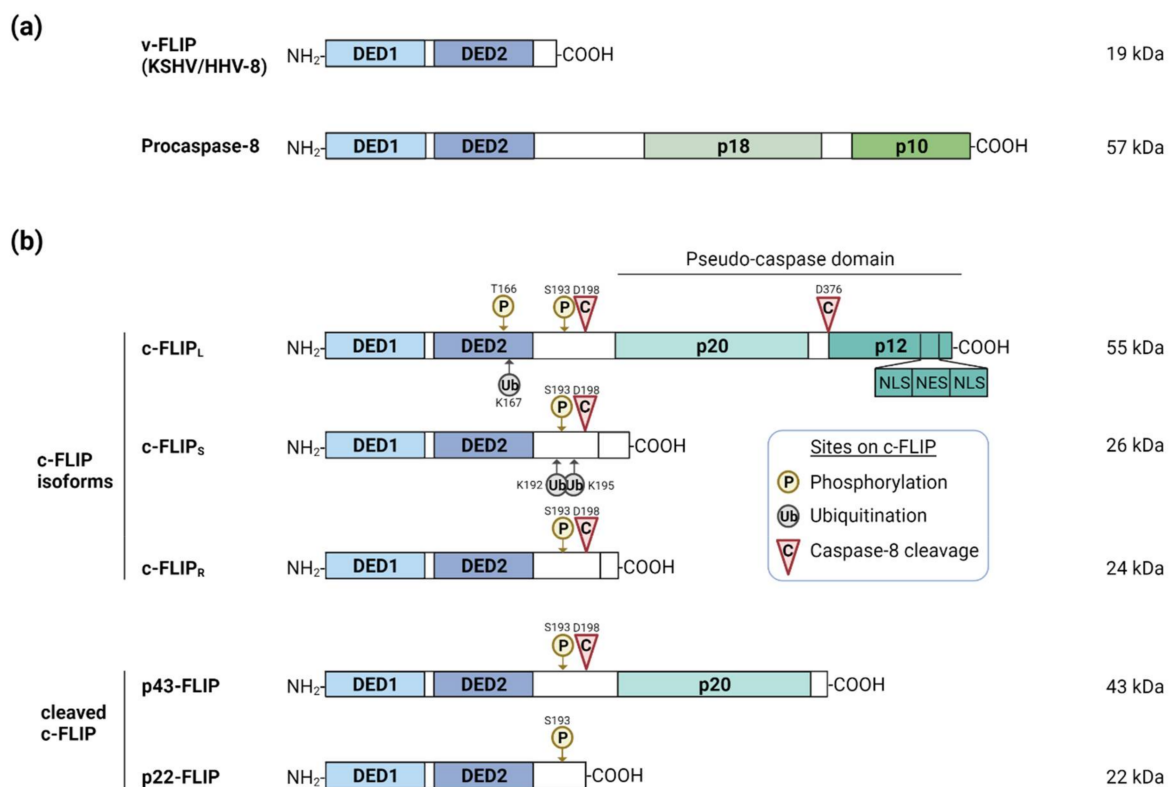 (a)
v-FLIP
(KSHV/HHV-8)
NH2- DED1 DED2 -COOH 19 kDa
Procaspase-8 NH2- DED1 DED2 p18 p10 -COOH 57 kDa
(b)
Pseudo-caspase domain
T166 S193 D198 D376
P P C C
c-FLIPL NH2- DED1 DED2 p20 p12 -COOH 55 kDa
Ub
K167
NLS NES NLS
S193 D198
P C
c-FLIPS NH2- DED1 DED2 -COOH 26 kDa
K192 Ub Ub K195
c-FLIP
isoforms
Sites on c-FLIP
P Phosphorylation
Ub Ubiquitination
C Caspase-8 cleavage
S193 D198
P C
c-FLIPR NH2- DED1 DED2 -COOH 24 kDa
S193 D198
P C
p43-FLIP NH2- DED1 DED2 p20 -COOH 43 kDa
cleaved
c-FLIP
S193
P
p22-FLIP NH2- DED1 DED2 -COOH 22 kDa